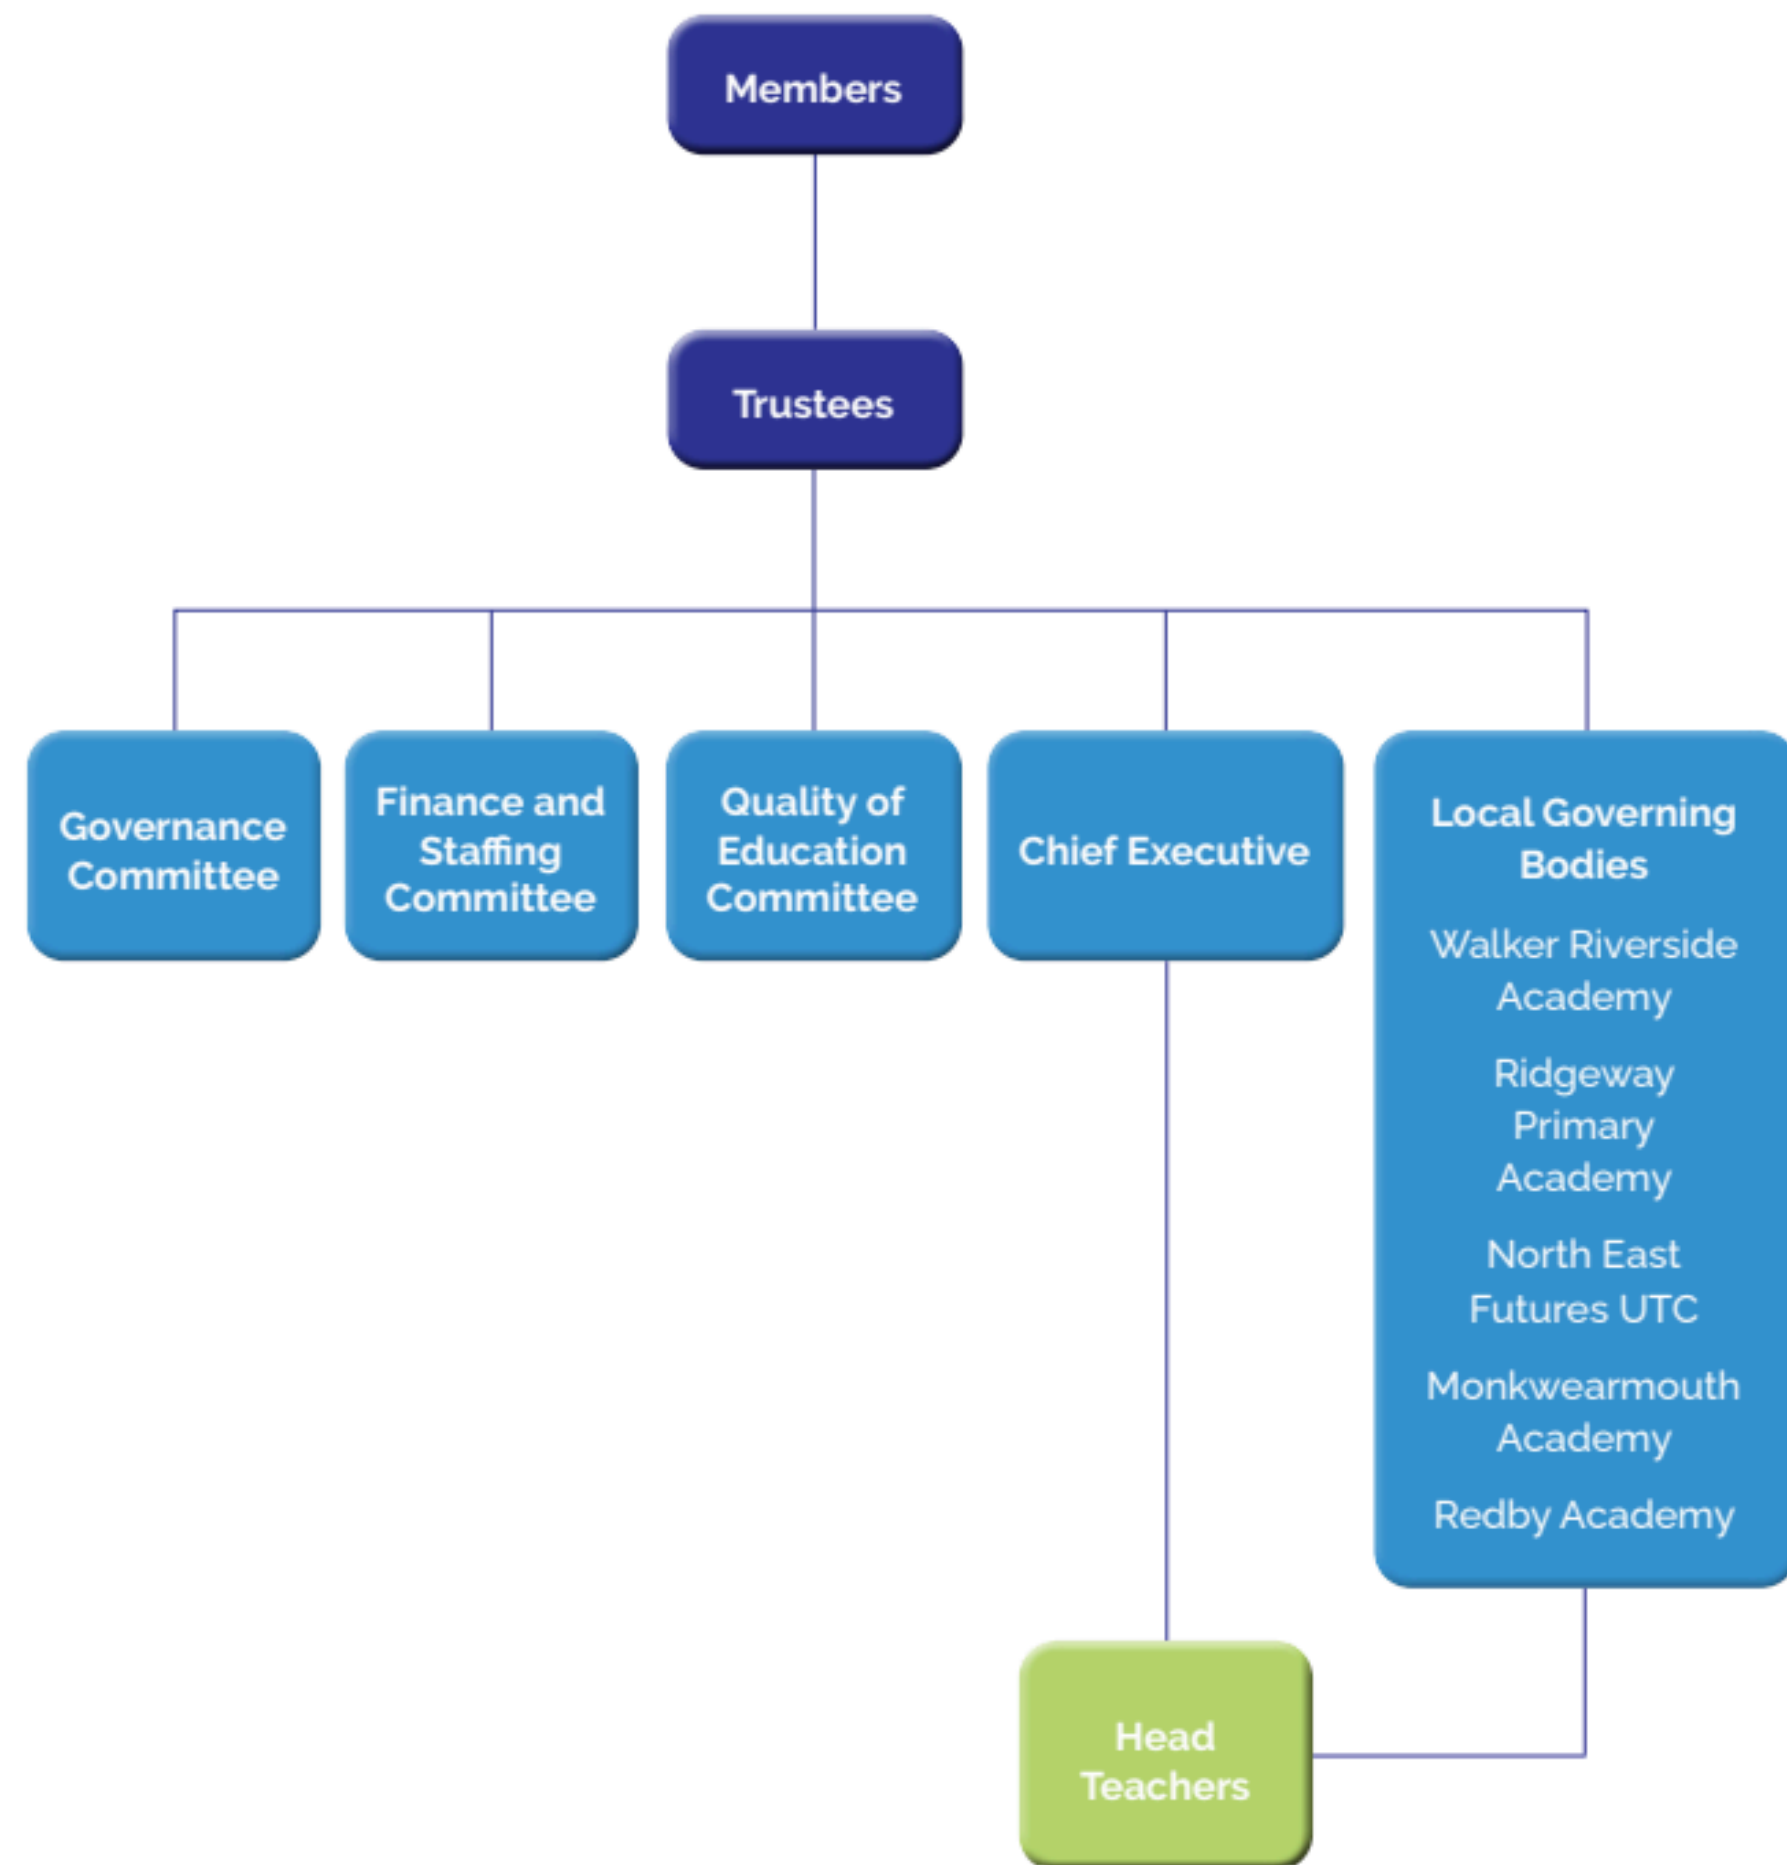 Members
Trustees
Governance
Committee
Finance and
Staffing
Committee
Quality of
Education
Committee
Chief Executive
Local Governing
Bodies
Walker Riverside
Academy
Ridgeway
Primary
Academy
North East
Futures UTC
Monkwearmouth
Academy
Redby Academy
Head
Teachers